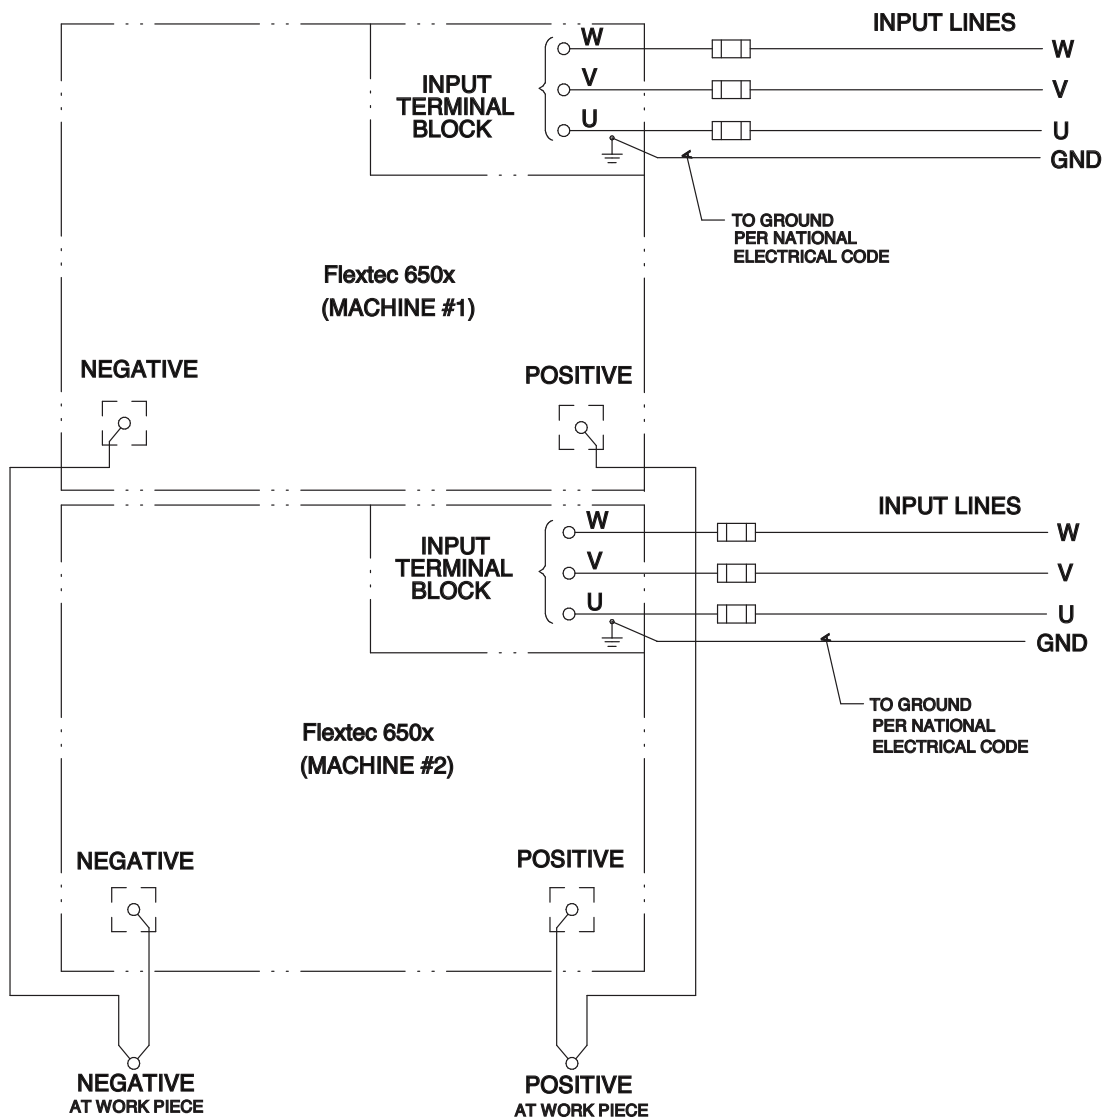 INPUT LINES
W
W
INPUT
TERMINAL
BLOCK
V
V
U
U
GND
TO GROUND
PER NATIONAL
ELECTRICAL CODE
Flextec 650x
(MACHINE #1)
NEGATIVE
POSITIVE
INPUT LINES
W
W
INPUT
TERMINAL
BLOCK
V
V
U
U
GND
TO GROUND
PER NATIONAL
ELECTRICAL CODE
Flextec 650x
(MACHINE #2)
NEGATIVE
POSITIVE
NEGATIVE
AT WORK PIECE
POSITIVE
AT WORK PIECE